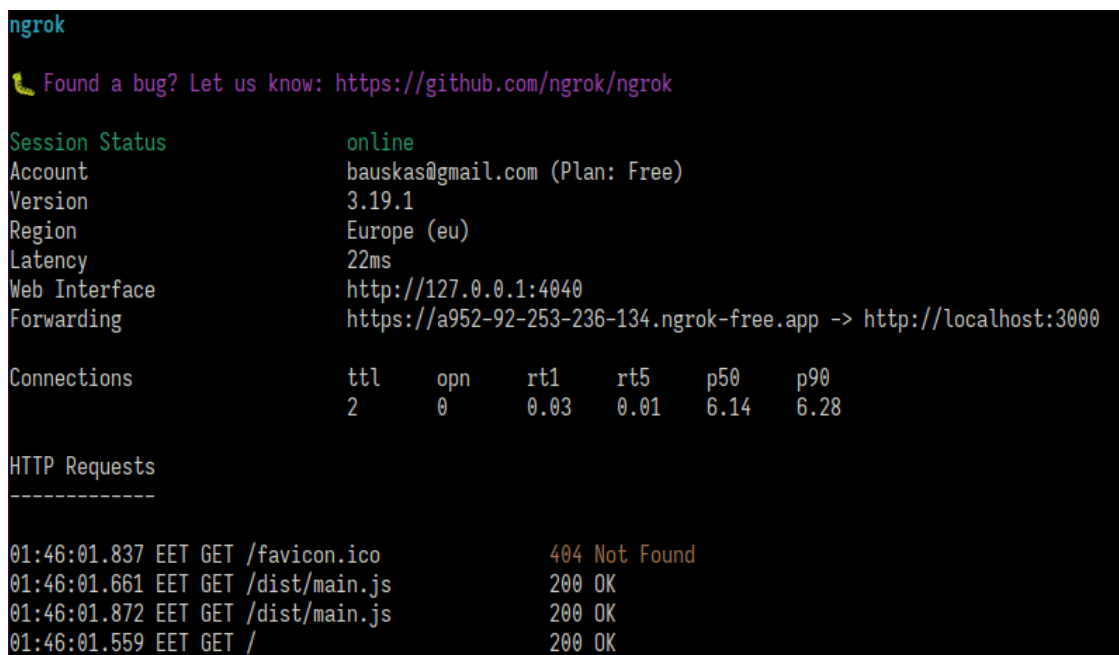 ngrok
🐛 Found a bug? Let us know: https://github.com/ngrok/ngrok
Session Status online
Account bauskas@gmail.com (Plan: Free)
Version 3.19.1
Region Europe (eu)
Latency 22ms
Web Interface http://127.0.0.1:4040
Forwarding https://a952-92-253-236-134.ngrok-free.app -> http://localhost:3000
Connections ttl opn rt1 rt5 p50 p90
2 0 0.03 0.01 6.14 6.28
HTTP Requests
-------------
01:46:01.837 EET GET /favicon.ico 404 Not Found
01:46:01.661 EET GET /dist/main.js 200 OK
01:46:01.872 EET GET /dist/main.js 200 OK
01:46:01.559 EET GET / 200 OK